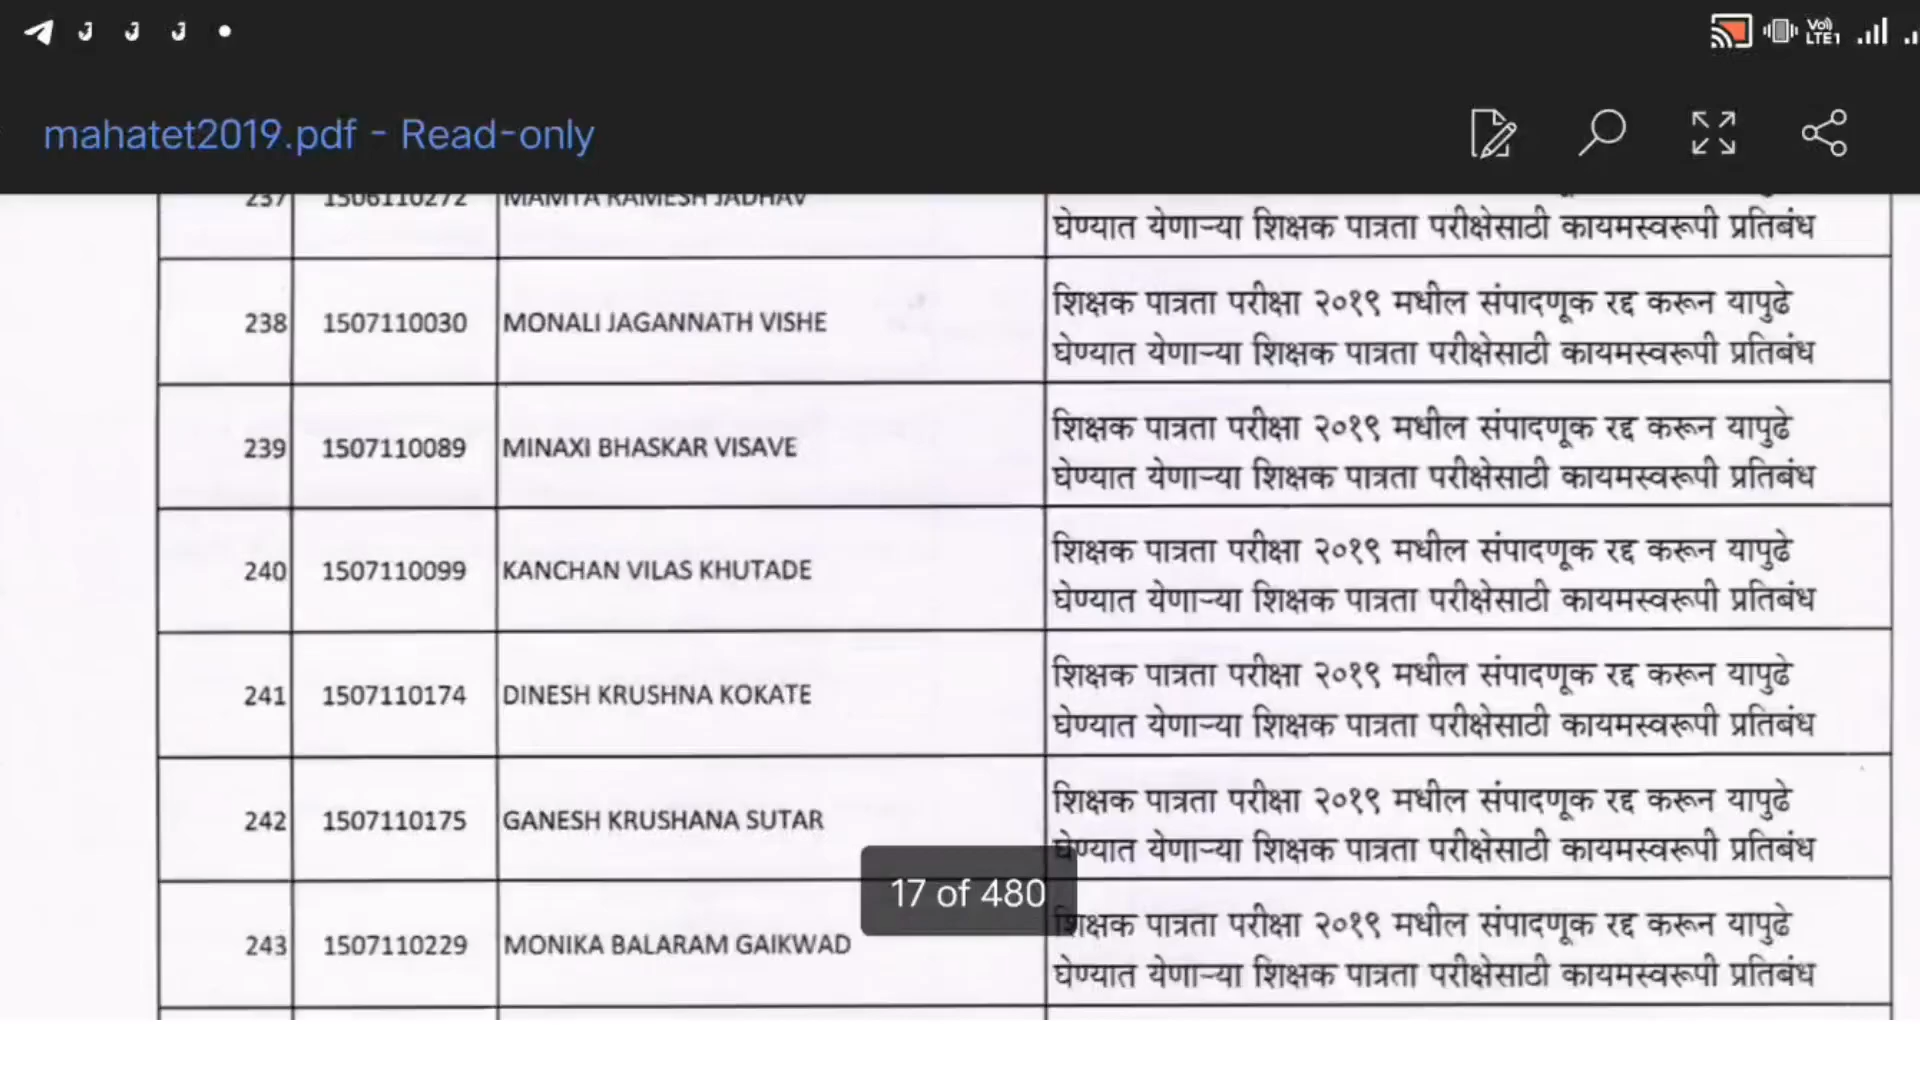 VoLTE1
mahatet2019.pdf - Read-only
237 1506110272 MAMTA RAMESH JADHAV
घेण्यात येणाऱ्या शिक्षक पात्रता परीक्षेसाठी कायमस्वरूपी प्रतिबंध
शिक्षक पात्रता परीक्षा २०१९ मधील संपादणूक रद्द करून यापुढे
238 1507110030 MONALI JAGANNATH VISHE
घेण्यात येणाऱ्या शिक्षक पात्रता परीक्षेसाठी कायमस्वरूपी प्रतिबंध
शिक्षक पात्रता परीक्षा २०१९ मधील संपादणूक रद्द करून यापुढे
239 1507110089 MINAXI BHASKAR VISAVE
घेण्यात येणाऱ्या शिक्षक पात्रता परीक्षेसाठी कायमस्वरूपी प्रतिबंध
शिक्षक पात्रता परीक्षा २०१९ मधील संपादणूक रद्द करून यापुढे
240 1507110099 KANCHAN VILAS KHUTADE
घेण्यात येणाऱ्या शिक्षक पात्रता परीक्षेसाठी कायमस्वरूपी प्रतिबंध
शिक्षक पात्रता परीक्षा २०१९ मधील संपादणूक रद्द करून यापुढे
241 1507110174 DINESH KRUSHNA KOKATE
घेण्यात येणाऱ्या शिक्षक पात्रता परीक्षेसाठी कायमस्वरूपी प्रतिबंध
शिक्षक पात्रता परीक्षा २०१९ मधील संपादणूक रद्द करून यापुढे
242 1507110175 GANESH KRUSHANA SUTAR
घेण्यात येणाऱ्या शिक्षक पात्रता परीक्षेसाठी कायमस्वरूपी प्रतिबंध
17 of 480
शिक्षक पात्रता परीक्षा २०१९ मधील संपादणूक रद्द करून यापुढे
243 1507110229 MONIKA BALARAM GAIKWAD
घेण्यात येणाऱ्या शिक्षक पात्रता परीक्षेसाठी कायमस्वरूपी प्रतिबंध